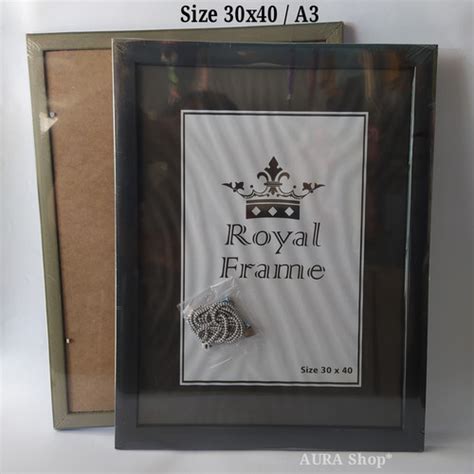 Size 30x40 / A3
Royal
Frame
Size 30 x 40
AURA Shop®